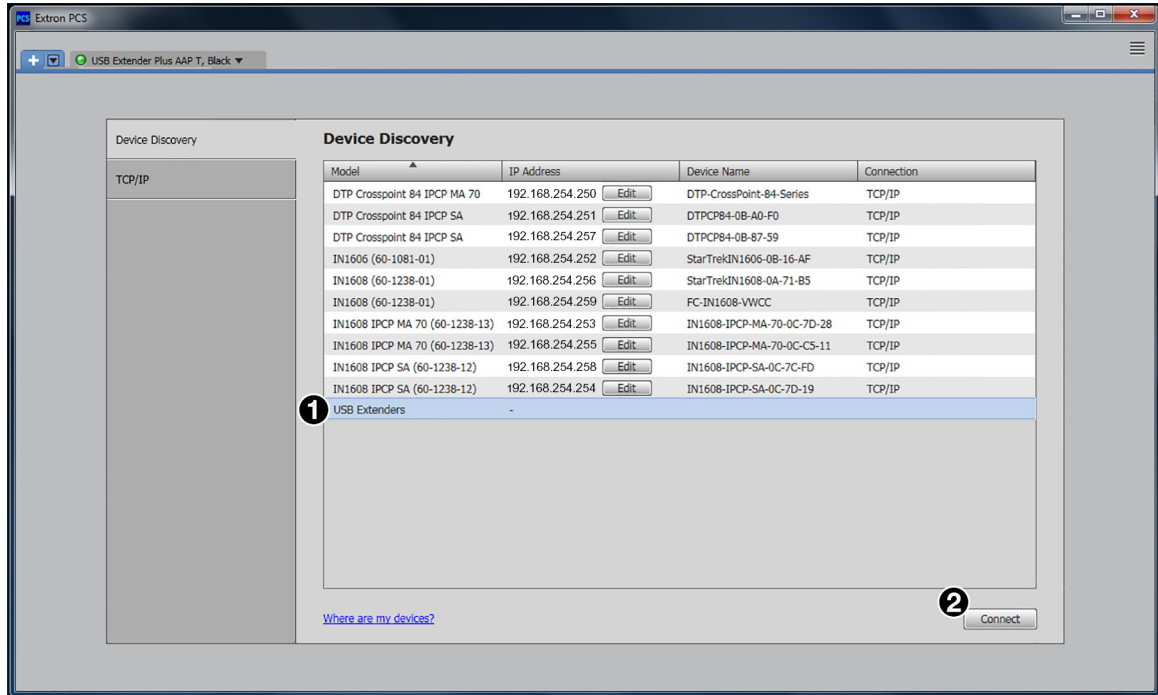 PCS Extron PCS
USB Extender Plus AAP T, Black
Device Discovery
TCP/IP
Device Discovery
Model IP Address Device Name Connection
DTP Crosspoint 84 IPCP MA 70 192.168.254.250 Edit DTP-CrossPoint-84-Series TCP/IP
DTP Crosspoint 84 IPCP SA 192.168.254.251 Edit DTPCP84-0B-A0-F0 TCP/IP
DTP Crosspoint 84 IPCP SA 192.168.254.257 Edit DTPCP84-0B-87-59 TCP/IP
IN1606 (60-1081-01) 192.168.254.252 Edit StarTrekIN1606-0B-16-AF TCP/IP
IN1608 (60-1238-01) 192.168.254.256 Edit StarTrekIN1608-0A-71-B5 TCP/IP
IN1608 (60-1238-01) 192.168.254.259 Edit FC-IN1608-VWCC TCP/IP
IN1608 IPCP MA 70 (60-1238-13) 192.168.254.253 Edit IN1608-IPCP-MA-70-0C-7D-28 TCP/IP
IN1608 IPCP MA 70 (60-1238-13) 192.168.254.255 Edit IN1608-IPCP-MA-70-0C-C5-11 TCP/IP
IN1608 IPCP SA (60-1238-12) 192.168.254.258 Edit IN1608-IPCP-SA-0C-7C-FD TCP/IP
IN1608 IPCP SA (60-1238-12) 192.168.254.254 Edit IN1608-IPCP-SA-0C-7D-19 TCP/IP
1 USB Extenders -
2
Where are my devices? Connect